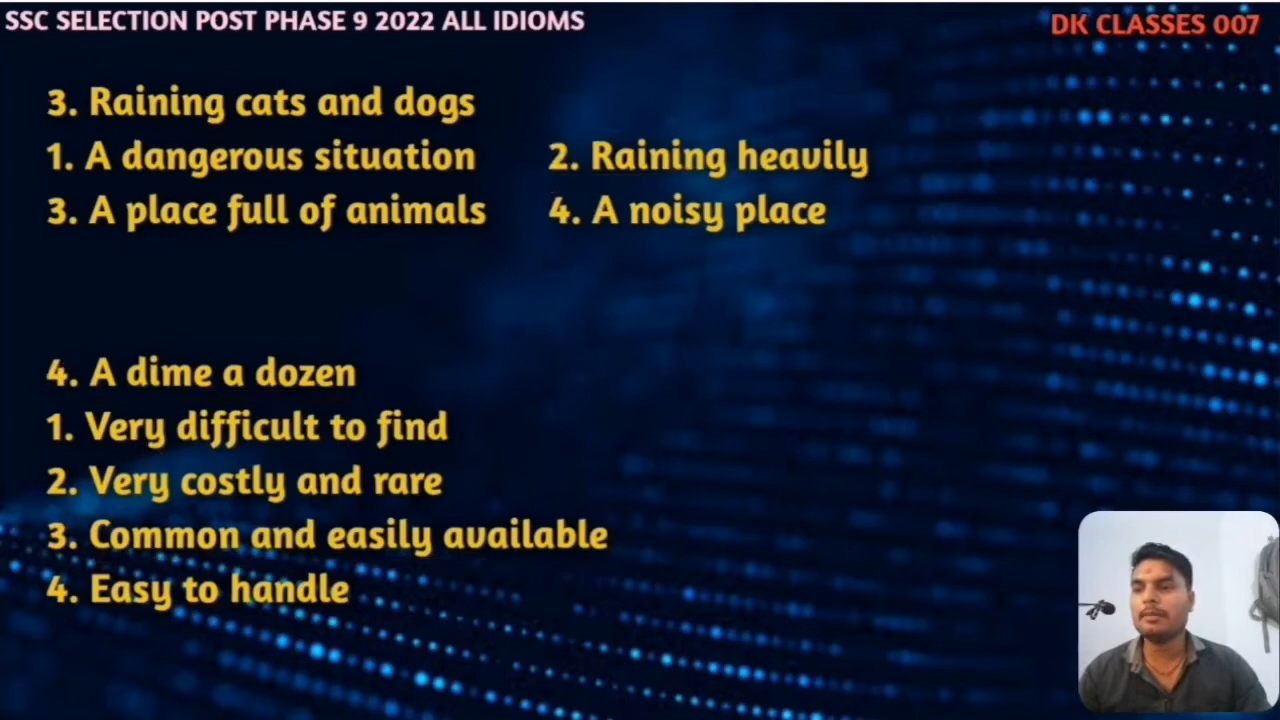 SSC SELECTION POST PHASE 9 2022 ALL IDIOMS
DK CLASSES 007
3. Raining cats and dogs
1. A dangerous situation 2. Raining heavily
3. A place full of animals 4. A noisy place
4. A dime a dozen
1. Very difficult to find
2. Very costly and rare
3. Common and easily available
4. Easy to handle